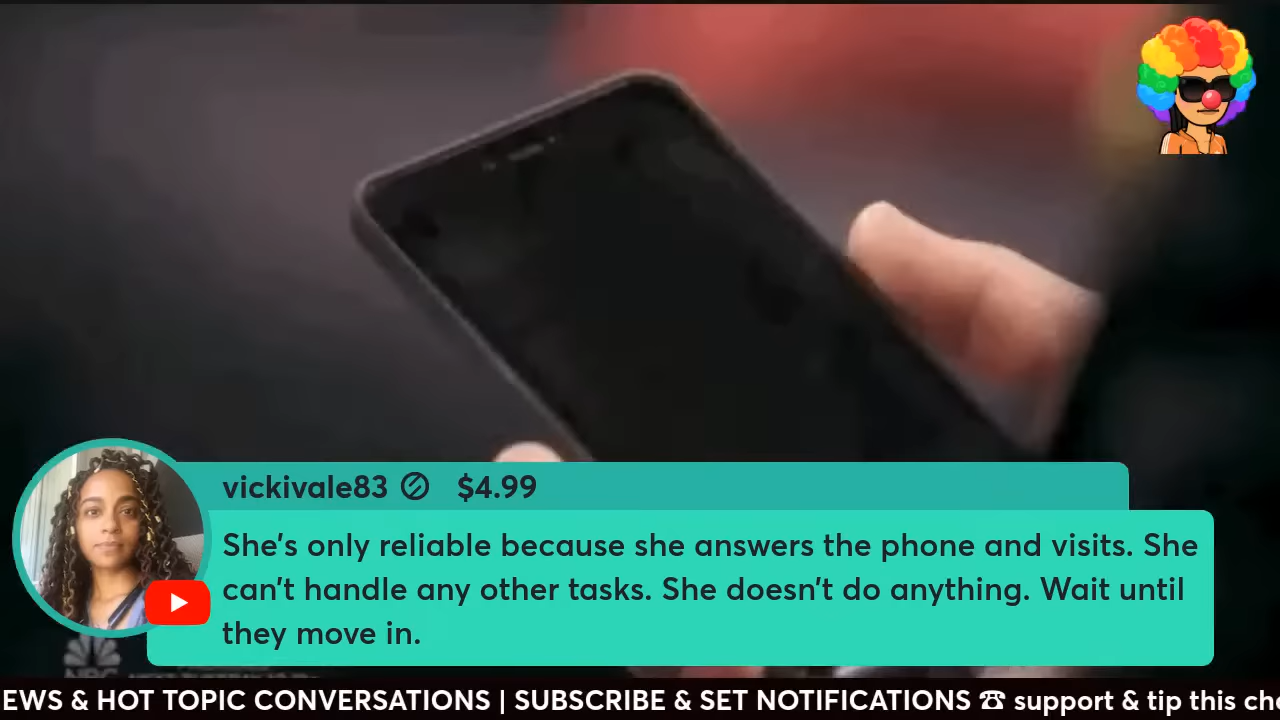 vickivale83 $4.99
She's only reliable because she answers the phone and visits. She
can't handle any other tasks. She doesn't do anything. Wait until
they move in.
NBC
EWS & HOT TOPIC CONVERSATIONS | SUBSCRIBE & SET NOTIFICATIONS ☎ support & tip this cha